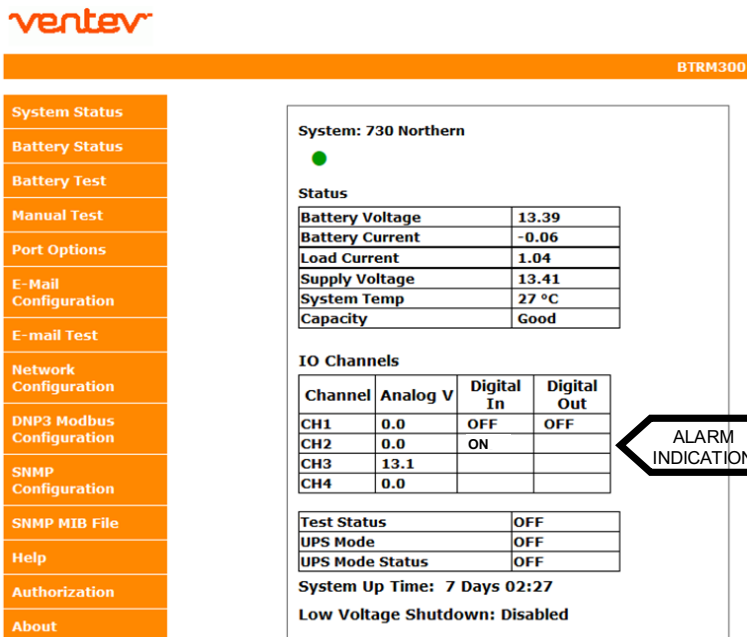 ventev
BTRM300
System Status
Battery Status
Battery Test
Manual Test
Port Options
E-Mail
Configuration
E-mail Test
Network
Configuration
DNP3 Modbus
Configuration
SNMP
Configuration
SNMP MIB File
Help
Authorization
About
System: 730 Northern
Status
Battery Voltage 13.39
Battery Current -0.06
Load Current 1.04
Supply Voltage 13.41
System Temp 27 °C
Capacity Good
IO Channels
Channel Analog V Digital In Digital Out
CH1 0.0 OFF OFF
CH2 0.0 ON
CH3 13.1
CH4 0.0
ALARM
INDICATION
Test Status OFF
UPS Mode OFF
UPS Mode Status OFF
System Up Time: 7 Days 02:27
Low Voltage Shutdown: Disabled